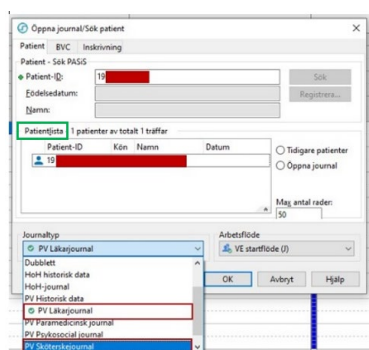 Öppna journal/Sök patient
Patient BVC Inskrivning
Patient - Sök PASiS
Patient-ID: 19 Sök
Födelsedatum: Registrera...
Namn:
Patientlista 1 patienter av totalt 1 träffar
Patient-ID Kön Namn Datum
19
Tidigare patienter
Öppna journal
Max antal rader:
50
Journaltyp Arbetsflöde
PV Läkarjournal VE startflöde (J)
Dubblett
HoH historisk data
HoH-journal
OK Avbryt Hjälp
PV Historisk data
PV Läkarjournal
PV Paramedicinsk journal
PV Psykosocial journal
PV Sköterskejournal